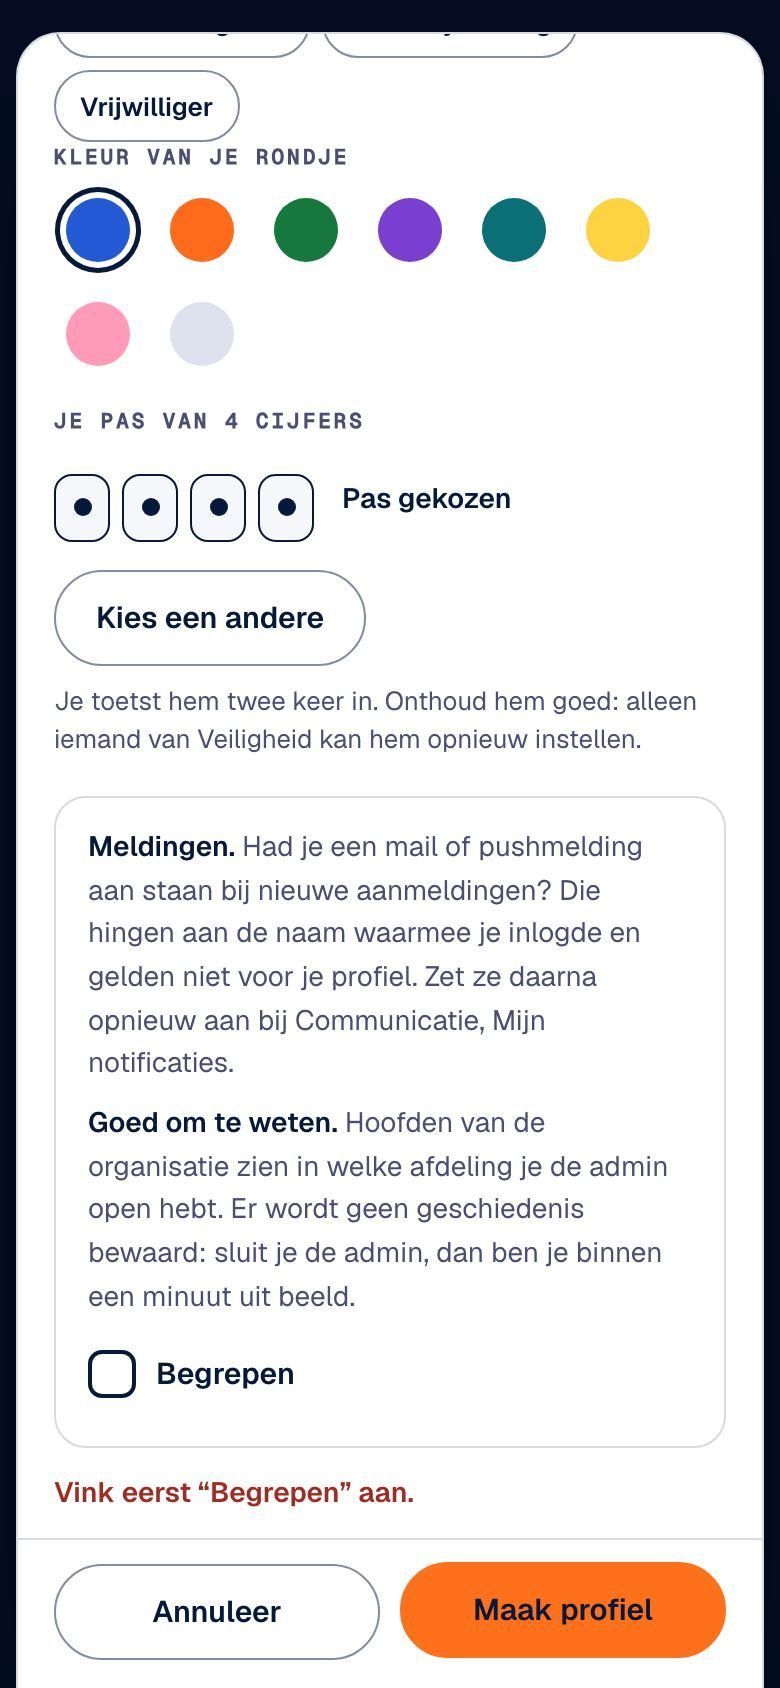 Vrijwilliger
KLEUR VAN JE RONDJE
JE PAS VAN 4 CIJFERS
Pas gekozen
Kies een andere
Je toetst hem twee keer in. Onthoud hem goed: alleen
iemand van Veiligheid kan hem opnieuw instellen.
Meldingen. Had je een mail of pushmelding
aan staan bij nieuwe aanmeldingen? Die
hingen aan de naam waarmee je inlogde en
gelden niet voor je profiel. Zet ze daarna
opnieuw aan bij Communicatie, Mijn
notificaties.
Goed om te weten. Hoofden van de
organisatie zien in welke afdeling je de admin
open hebt. Er wordt geen geschiedenis
bewaard: sluit je de admin, dan ben je binnen
een minuut uit beeld.
Begrepen
Vink eerst “Begrepen” aan.
Annuleer
Maak profiel